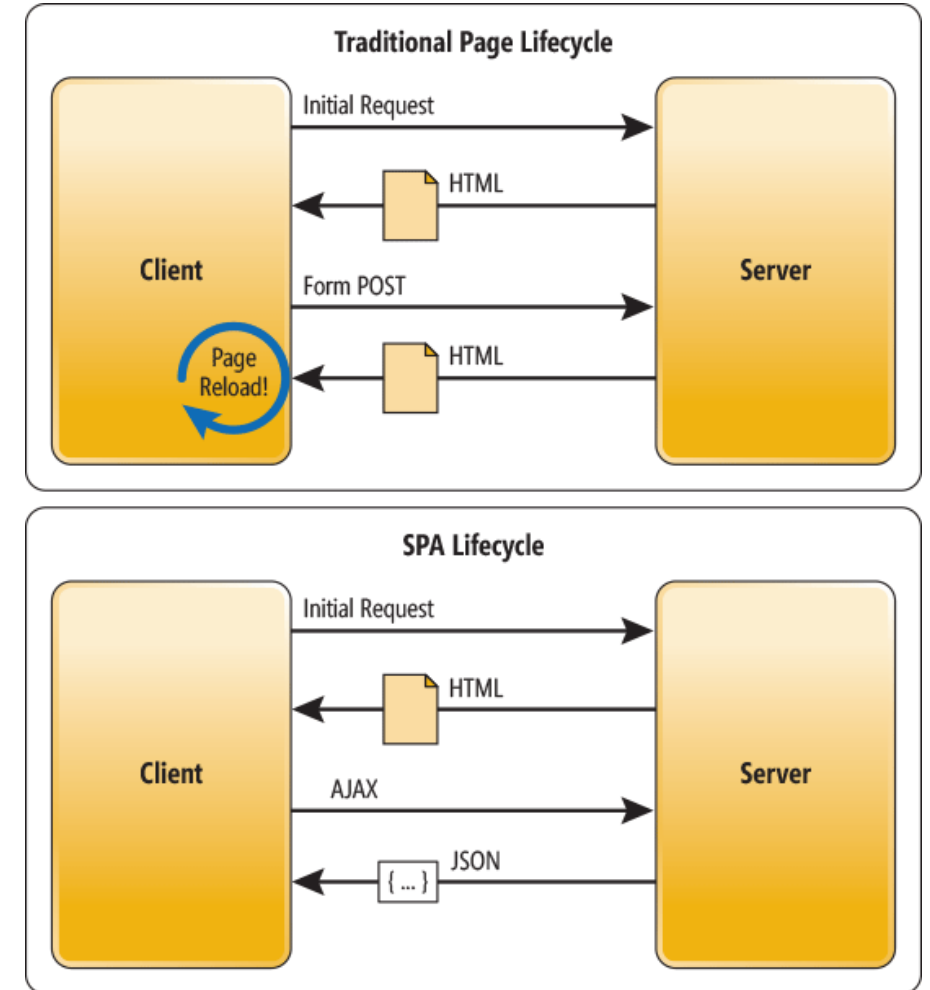 Traditional Page Lifecycle
Initial Request
HTML
Client
Server
Form POST
HTML
Page
Reload!
SPA Lifecycle
Initial Request
HTML
Client
Server
AJAX
JSON
{ ... }